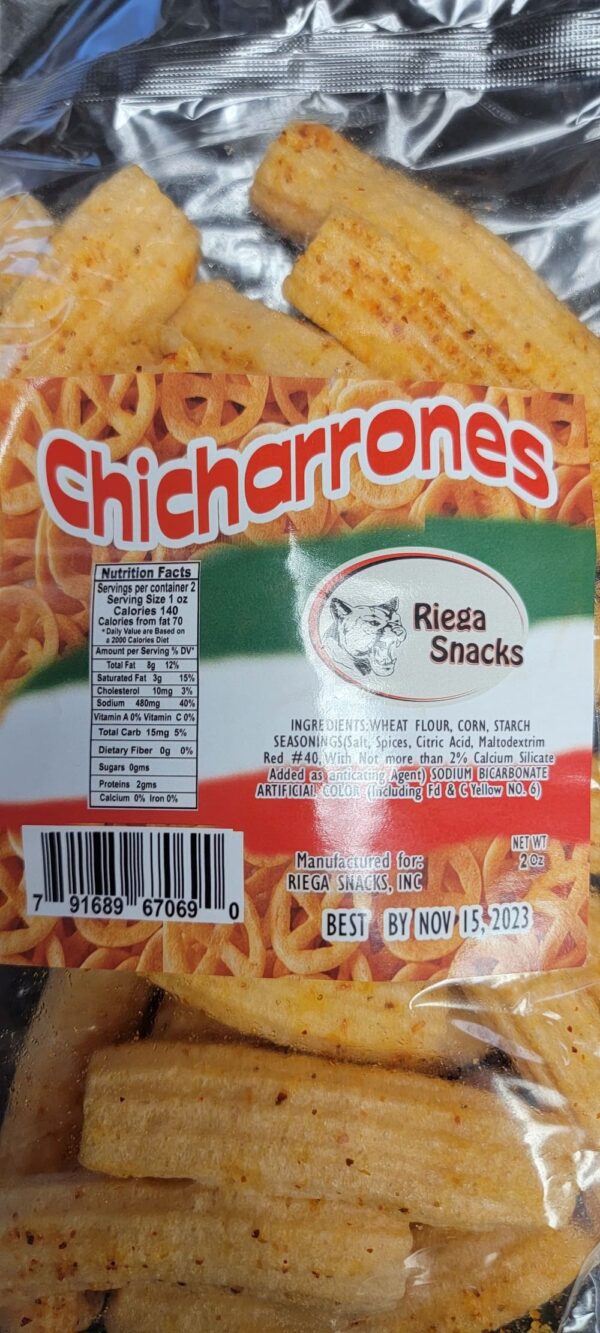 Chicharrones
Nutrition Facts
Servings per container 2
Serving Size 1 oz
Calories 140
Calories from fat 70
* Daily Value are Based on
a 2000 Calories Diet
Amount per Serving % DV*
Total Fat 8g 12%
Saturated Fat 3g 15%
Cholesterol 10mg 3%
Sodium 480mg 40%
Vitamin A 0% Vitamin C 0%
Total Carb 15mg 5%
Dietary Fiber 0g 0%
Sugars 0gms
Proteins 2gms
Calcium 0% Iron 0%
Riega
Snacks
INGREDIENTS:WHEAT FLOUR, CORN, STARCH
SEASONINGS(Salt, Spices, Citric Acid, Maltodextrim
Red #40, With Not more than 2% Calcium Silicate
Added as anticating Agent) SODIUM BICARBONATE
ARTIFICIAL COLOR (Including Fd & C Yellow NO. 6)
7 91689 67069 0
Manufactured for:
RIEGA SNACKS, INC
NET WT
2 Oz
BEST BY NOV 15, 2023